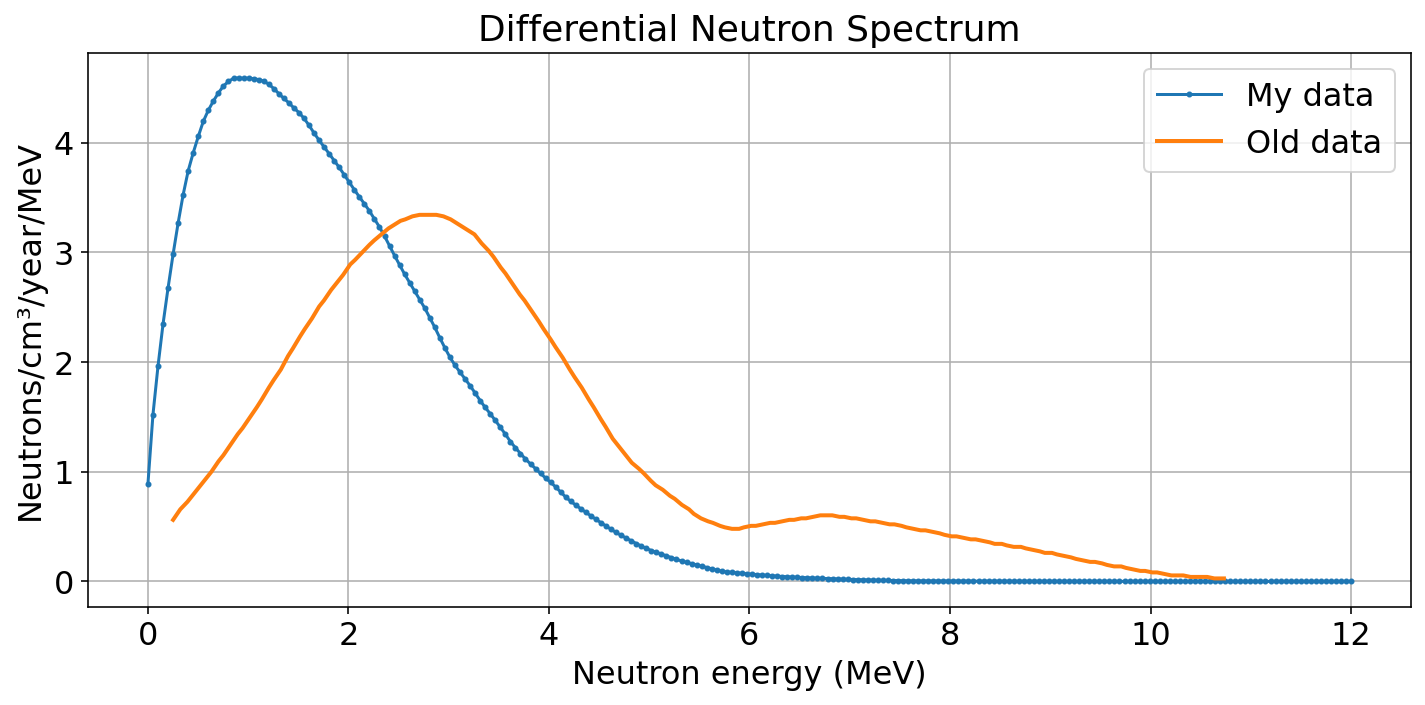 Differential Neutron Spectrum
My data
Old data
Neutrons/cm³/year/MeV
4
3
2
1
0
0 2 4 6 8 10 12
Neutron energy (MeV)